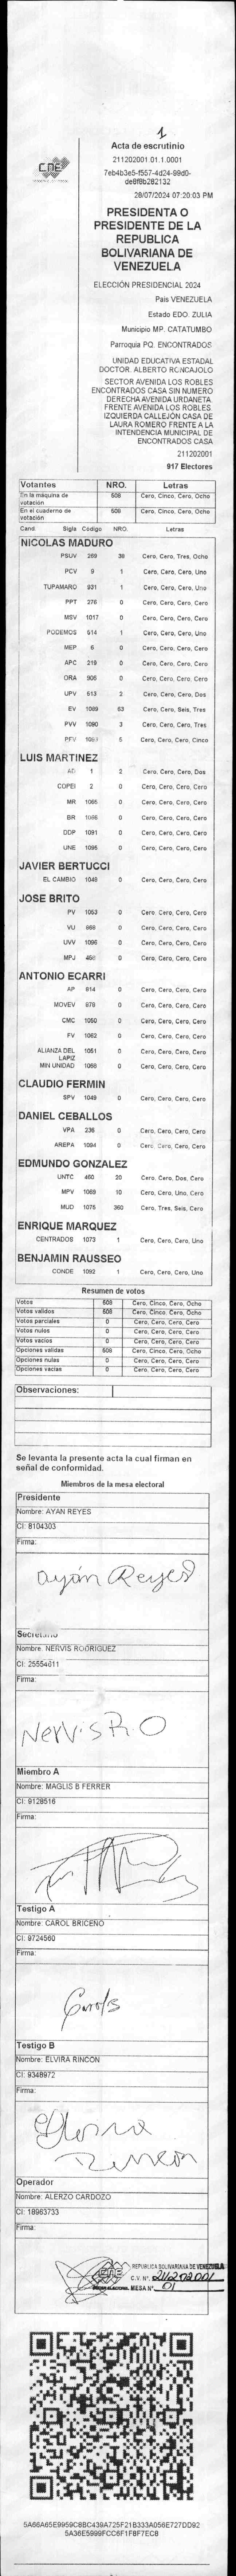 1
CNE
Acta de escrutinio
211202001.01.1.0001
7eb4b3e5-f557-4d24-99d0-
de8f8b282132
28/07/2024 07:20:03 PM
PRESIDENTA O
PRESIDENTE DE LA
REPUBLICA
BOLIVARIANA DE
VENEZUELA
ELECCIÓN PRESIDENCIAL 2024
País VENEZUELA
Estado EDO. ZULIA
Municipio MP. CATATUMBO
Parroquia PQ. ENCONTRADOS
UNIDAD EDUCATIVA ESTADAL
DOCTOR. ALBERTO RONCAJOLO
SECTOR AVENIDA LOS ROBLES
ENCONTRADOS CASA SIN NUMERO
DERECHA AVENIDA URDANETA.
FRENTE AVENIDA LOS ROBLES
IZQUIERDA CALLEJÓN CASA DE
LAURA ROMERO FRENTE A LA
INTENDENCIA MUNICIPAL DE
ENCONTRADOS CASA
211202001
917 Electores
Votantes NRO. Letras
En la máquina de votación 508 Cero, Cinco, Cero, Ocho
En el cuaderno de votación 508 Cero, Cinco, Cero, Ocho
Cand Sigla Código NRO. Letras
NICOLAS MADURO
PSUV 269 38 Cero, Cero, Tres, Ocho
PCV 9 1 Cero, Cero, Cero, Uno
TUPAMARO 931 1 Cero, Cero, Cero, Uno
PPT 276 0 Cero, Cero, Cero, Cero
MSV 1017 0 Cero, Cero, Cero, Cero
PODEMOS 514 1 Cero, Cero, Cero, Uno
MEP 6 0 Cero, Cero, Cero, Cero
APC 219 0 Cero, Cero, Cero, Cero
ORA 906 0 Cero, Cero, Cero, Cero
UPV 613 2 Cero, Cero, Cero, Dos
EV 1089 63 Cero, Cero, Seis, Tres
PVV 1090 3 Cero, Cero, Cero, Tres
PFV 5 Cero, Cero, Cero, Cinco
LUIS MARTINEZ
AD 1 2 Cero, Cero, Cero, Dos
COPEI 2 0 Cero, Cero, Cero, Cero
MR 1065 0 Cero, Cero, Cero, Cero
BR 1066 0 Cero, Cero, Cero, Cero
DDP 1091 0 Cero, Cero, Cero, Cero
UNE 1095 0 Cero, Cero, Cero, Cero
JAVIER BERTUCCI
EL CAMBIO 1048 0 Cero, Cero, Cero, Cero
JOSE BRITO
PV 1053 0 Cero, Cero, Cero, Cero
VU 0 Cero, Cero, Cero, Cero
UVV 1096 0 Cero, Cero, Cero, Cero
MPJ 0 Cero, Cero, Cero, Cero
ANTONIO ECARRI
AP 914 0 Cero, Cero, Cero, Cero
MOVEV 978 0 Cero, Cero, Cero, Cero
CMC 1050 0 Cero, Cero, Cero, Cero
FV 1062 0 Cero, Cero, Cero, Cero
ALIANZA DEL LAPIZ 1051 0 Cero, Cero, Cero, Cero
MIN UNIDAD 1068 0 Cero, Cero, Cero, Cero
CLAUDIO FERMIN
SPV 1049 0 Cero, Cero, Cero, Cero
DANIEL CEBALLOS
VPA 236 0 Cero, Cero, Cero, Cero
AREPA 1094 0 Cero, Cero, Cero, Cero
EDMUNDO GONZALEZ
UNTC 460 20 Cero, Cero, Dos, Cero
MPV 1069 10 Cero, Cero, Uno, Cero
MUD 1075 360 Cero, Tres, Seis, Cero
ENRIQUE MARQUEZ
CENTRADOS 1073 1 Cero, Cero, Cero, Uno
BENJAMIN RAUSSEO
CONDE 1092 1 Cero, Cero, Cero, Uno
Resumen de votos
Votos 508 Cero, Cinco, Cero, Ocho
Votos válidos 508 Cero, Cinco, Cero, Ocho
Votos parciales 0 Cero, Cero, Cero, Cero
Votos nulos 0 Cero, Cero, Cero, Cero
Votos vacios 0 Cero, Cero, Cero, Cero
Opciones validas 508 Cero, Cinco, Cero, Ocho
Opciones nulas 0 Cero, Cero, Cero, Cero
Opciones vacias 0 Cero, Cero, Cero, Cero
Observaciones:
Se levanta la presente acta la cual firman en
señal de conformidad.
Miembros de la mesa electoral
Presidente
Nombre: AYAN REYES
CI: 8104303
Firma:
ayán Reyes
Secretario
Nombre: NERVIS RODRIGUEZ
CI: 25554611
Firma:
Nervis R.O
Miembro A
Nombre: MAGLIS B FERRER
CI: 9128516
Firma:
Testigo A
Nombre: CAROL BRICENO
CI: 9724560
Firma:
Testigo B
Nombre: ELVIRA RINCON
CI: 9348972
Firma:
Elvira
Rincon
Operador
Nombre: ALERZO CARDOZO
CI: 18963733
Firma:
CNE REPUBLICA BOLIVARIANA DE VENEZUELA
C.V. Nº. 211202001
MESA Nº. 01
5A66A65E9959C8BC439A725F21B333A056E727DD92
5A36E5999FCC6F1F8F7EC8